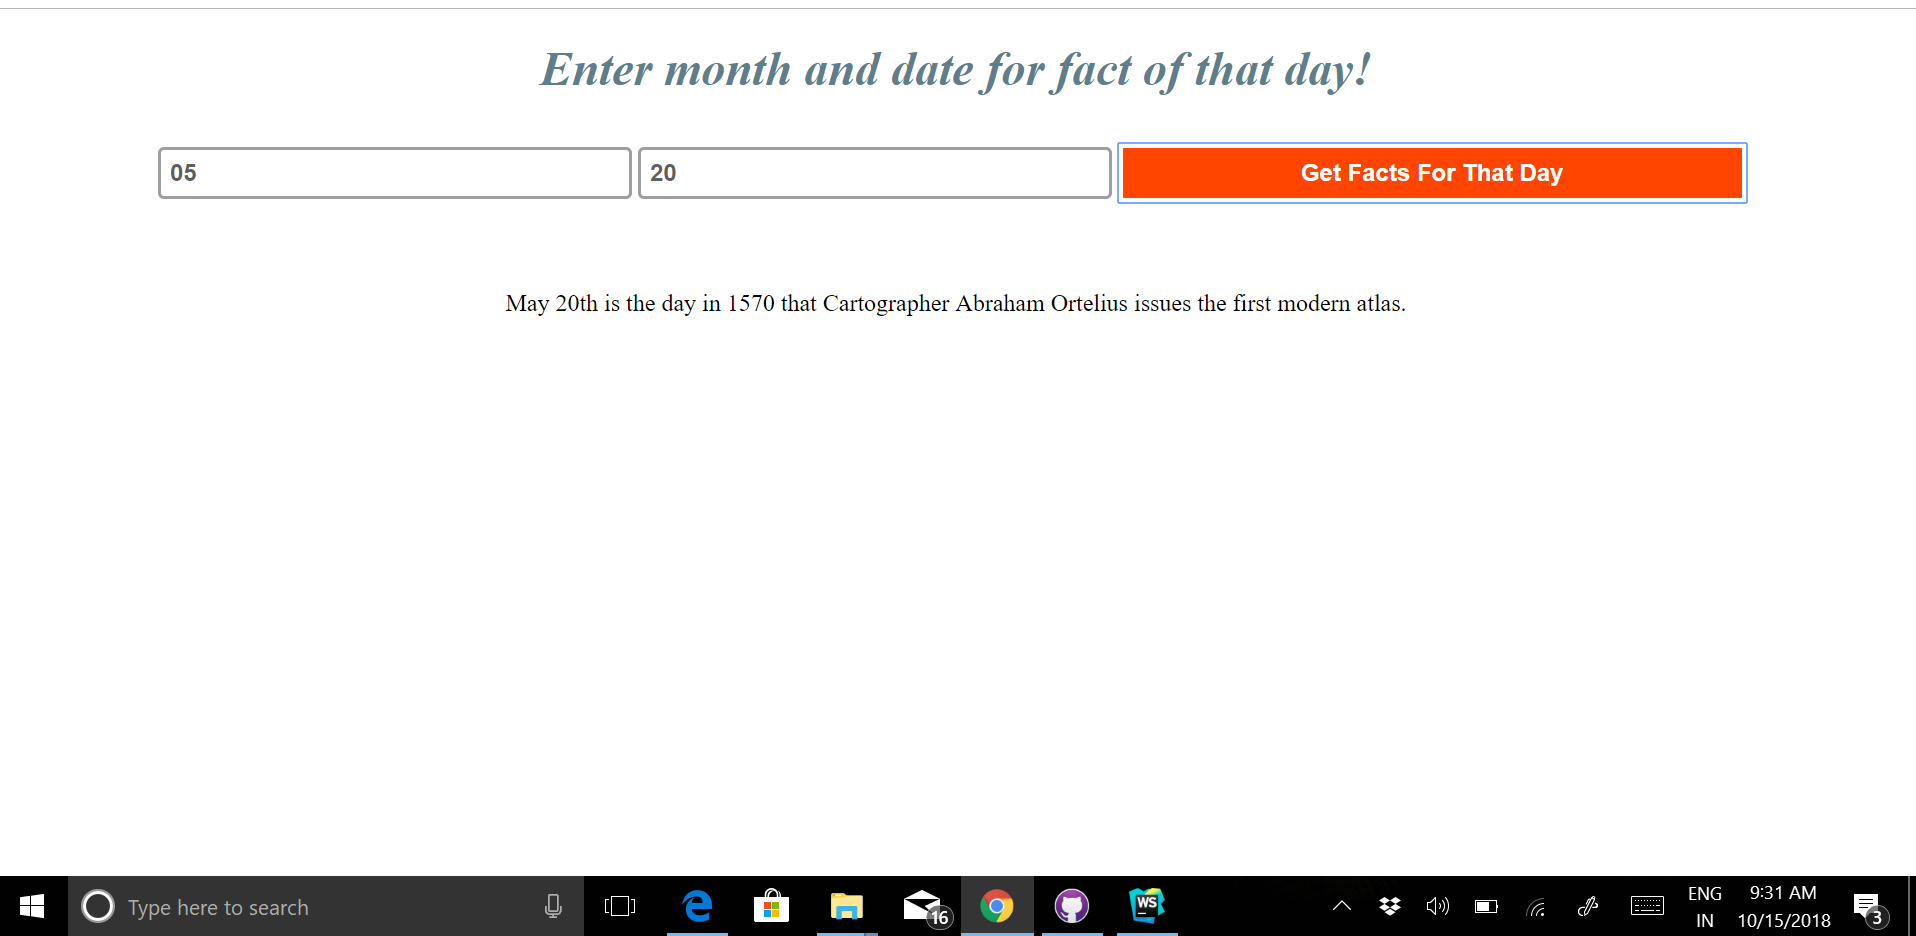 Enter month and date for fact of that day!
05 20 Get Facts For That Day
May 20th is the day in 1570 that Cartographer Abraham Ortelius issues the first modern atlas.
Type here to search
16
WS
ENG
IN
9:31 AM
10/15/2018
3